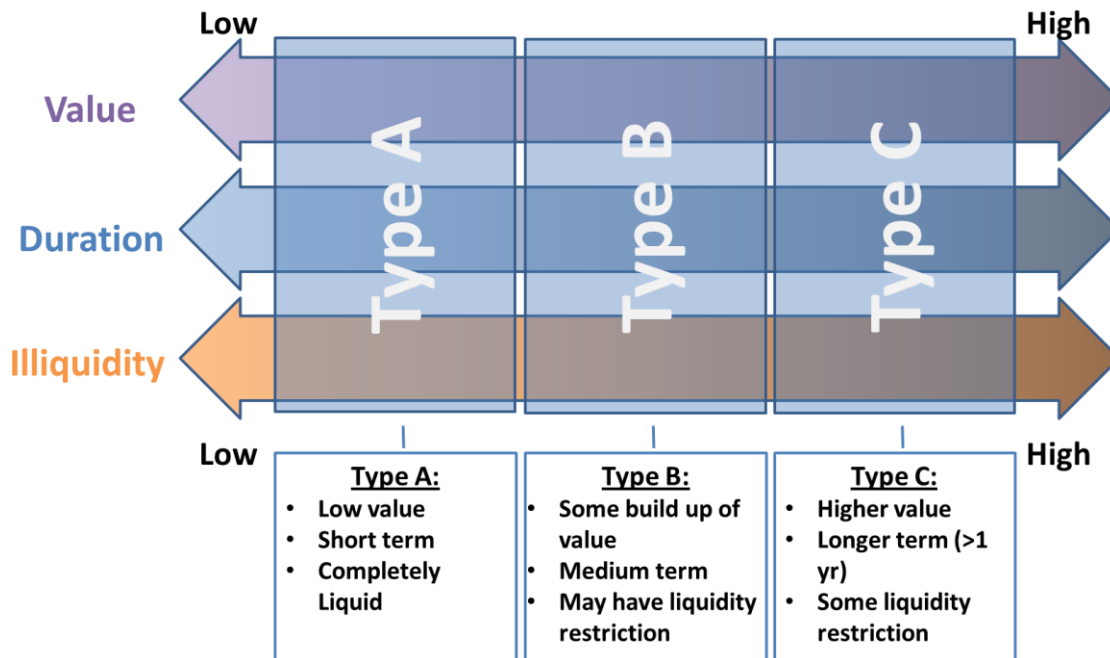 Low
High
Value
Duration
Illiquidity
Type A
Type B
Type C
Low
High
Type A:
• Low value
• Short term
• Completely
Liquid
Type B:
• Some build up of
value
• Medium term
• May have liquidity
restriction
Type C:
• Higher value
• Longer term (>1
yr)
• Some liquidity
restriction